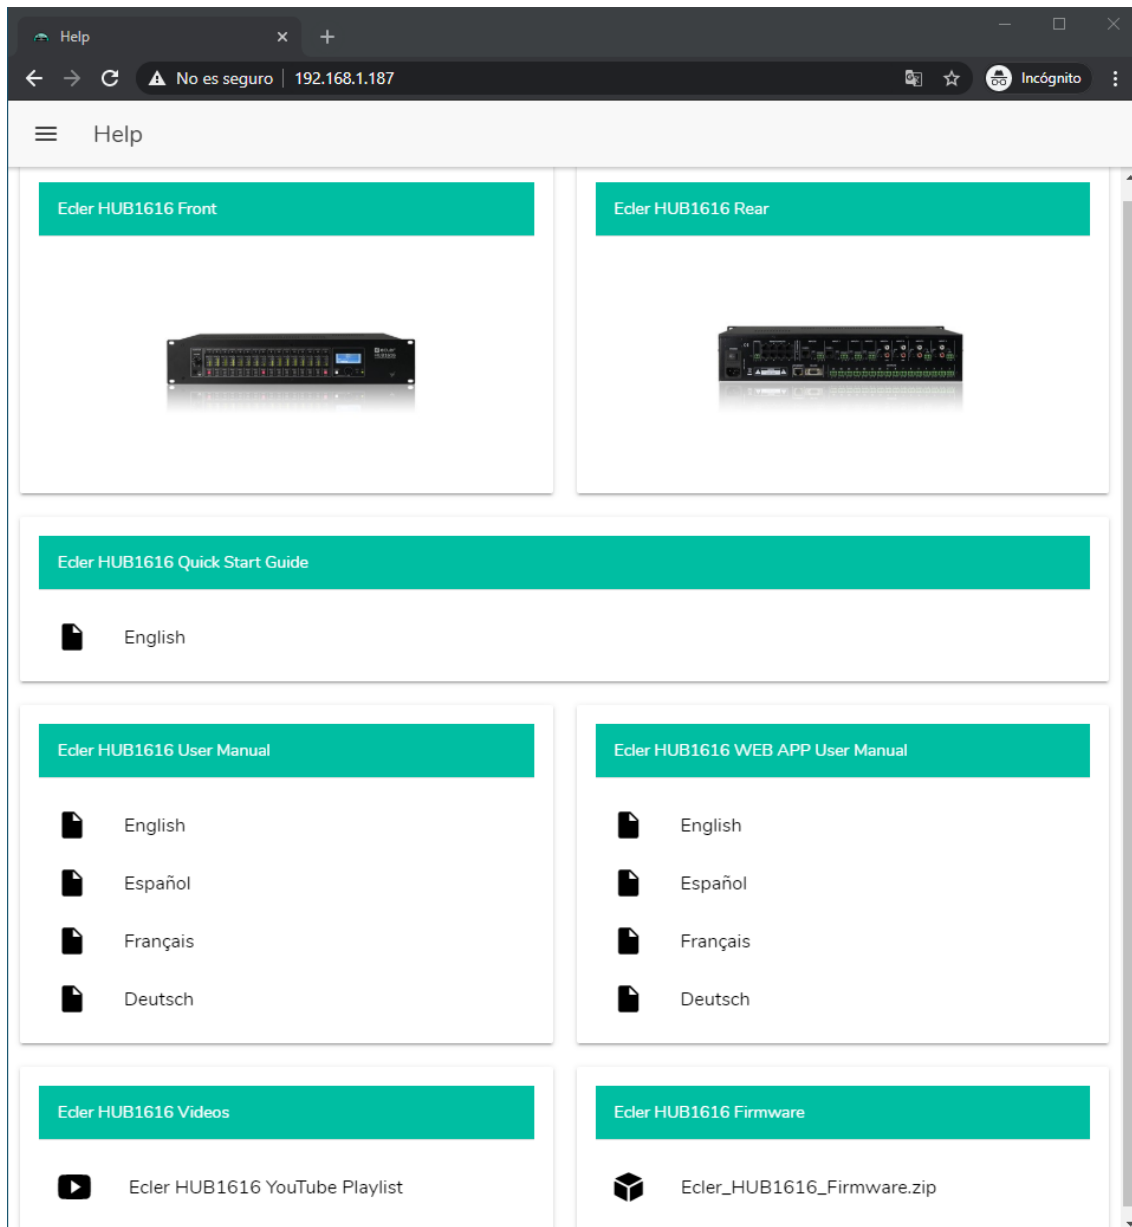 Help
No es seguro 192.168.1.187
Incógnito
Help
Ecler HUB1616 Front
Ecler HUB1616 Rear
ECLER
HUB1616
Ecler HUB1616 Quick Start Guide
English
Ecler HUB1616 User Manual
English
Español
Français
Deutsch
Ecler HUB1616 WEB APP User Manual
English
Español
Français
Deutsch
Ecler HUB1616 Videos
Ecler HUB1616 YouTube Playlist
Ecler HUB1616 Firmware
Ecler_HUB1616_Firmware.zip